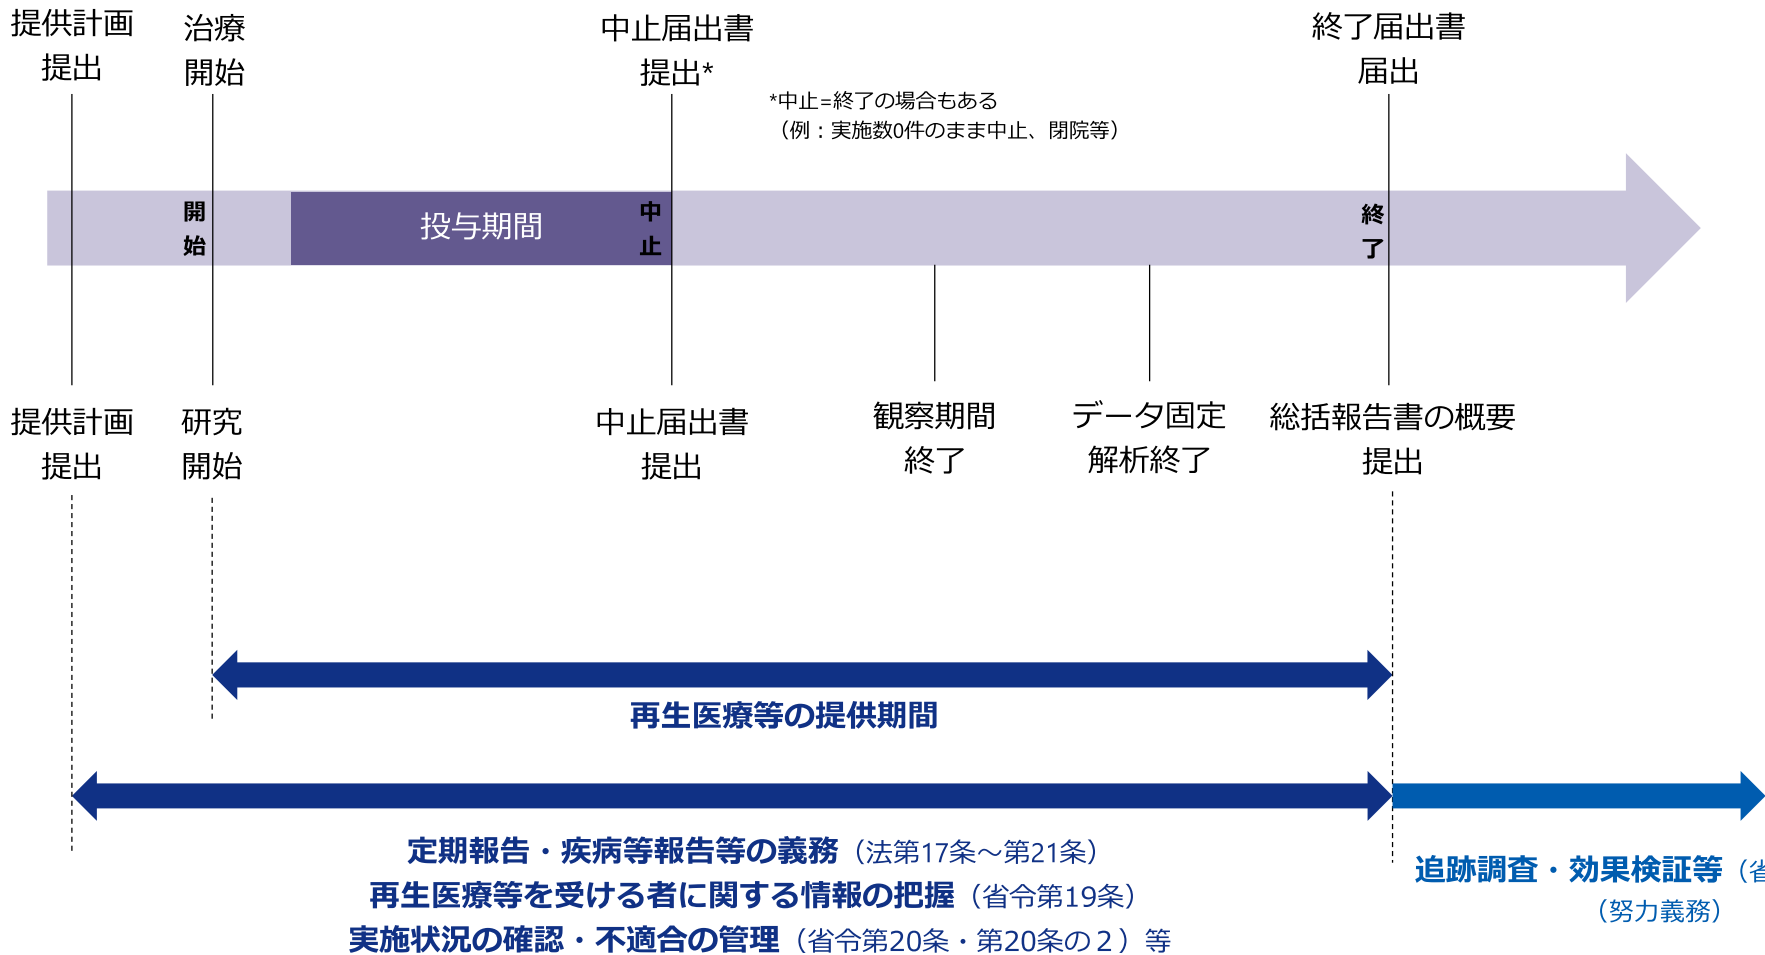 提供計画
提出
治療
開始
中止届出書
提出*
終了届出書
届出
*中止=終了の場合もある
（例：実施数0件のまま中止、閉院等）
開
始
投与期間
中
止
終
了
提供計画
提出
研究
開始
中止届出書
提出
観察期間
終了
データ固定
解析終了
総括報告書の概要
提出
再生医療等の提供期間
定期報告・疾病等報告等の義務（法第17条～第21条）
再生医療等を受ける者に関する情報の把握（省令第19条）
実施状況の確認・不適合の管理（省令第20条・第20条の２）等
追跡調査・効果検証等（省
（努力義務）